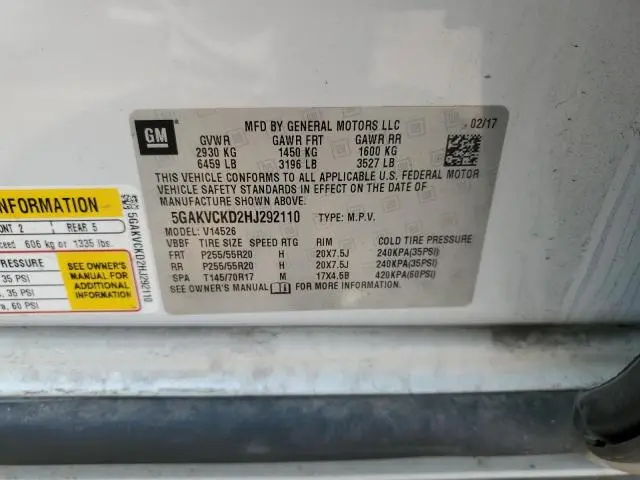 GM
MFD BY GENERAL MOTORS LLC 02/17
GVWR GAWR FRT GAWR RR
2930 KG 1450 KG 1600 KG
6459 LB 3196 LB 3527 LB
THIS VEHICLE CONFORMS TO ALL APPLICABLE U.S. FEDERAL MOTOR
VEHICLE SAFETY STANDARDS IN EFFECT ON THE DATE OF
MANUFACTURE SHOWN ABOVE.
5GAKVCKD2HJ292110 TYPE: M.P.V.
MODEL: V14526
VBBF TIRE SIZE SPEED RTG RIM COLD TIRE PRESSURE
FRT P255/55R20 H 20X7.5J 240KPA(35PSI)
RR P255/55R20 H 20X7.5J 240KPA(35PSI)
SPA T145/70R17 M 17X4.5B 420KPA(60PSI)
SEE OWNER'S MANUAL FOR MORE INFORMATION.
NFORMATION
ONT 2 REAR 5
ceed 606 kg or 1335 lbs.
PRESSURE
35 PSI
, 35 PSI
a, 60 PSI
SEE OWNER'S
MANUAL FOR
ADDITIONAL
INFORMATION
5GAKVCKD2HJ292110